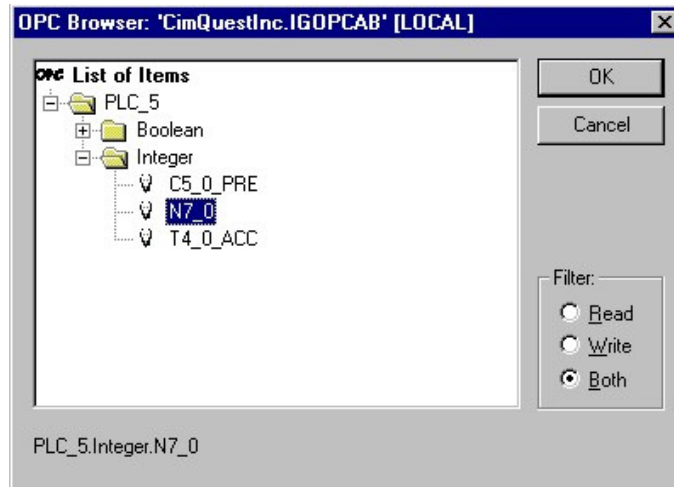 OPC Browser: 'CimQuestInc.IGOPCAB' [LOCAL]
OPC List of Items
PLC_5
Boolean
Integer
C5_0_PRE
N7_0
T4_0_ACC
OK
Cancel
Filter:
Read
Write
Both
PLC_5.Integer.N7_0